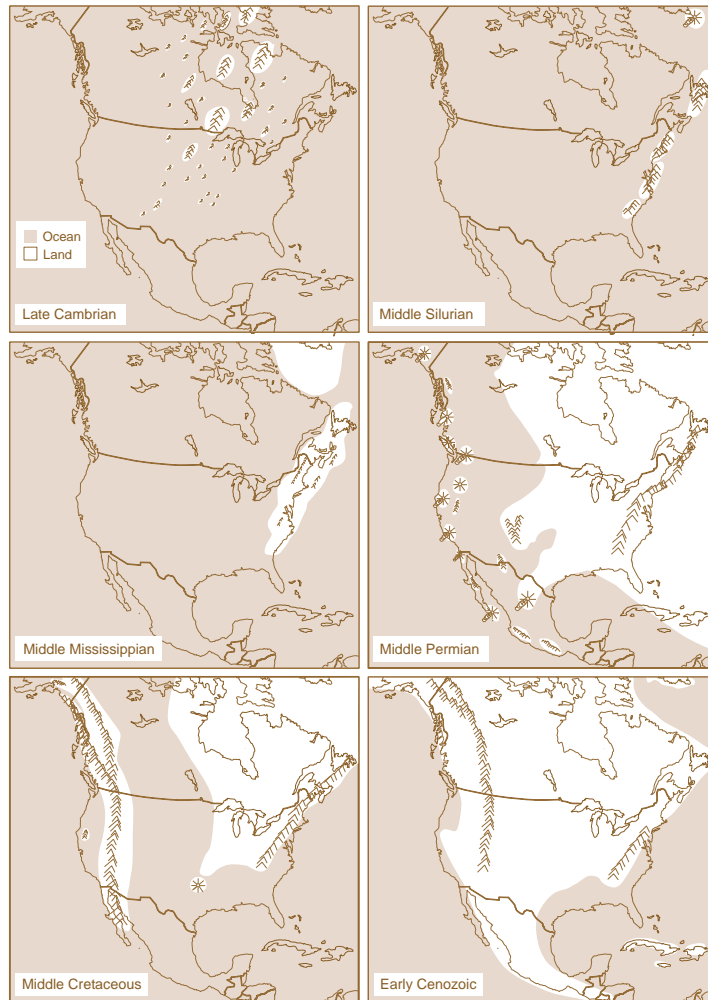 Ocean
Land
Late Cambrian
Middle Silurian
Middle Mississippian
Middle Permian
Middle Cretaceous
Early Cenozoic